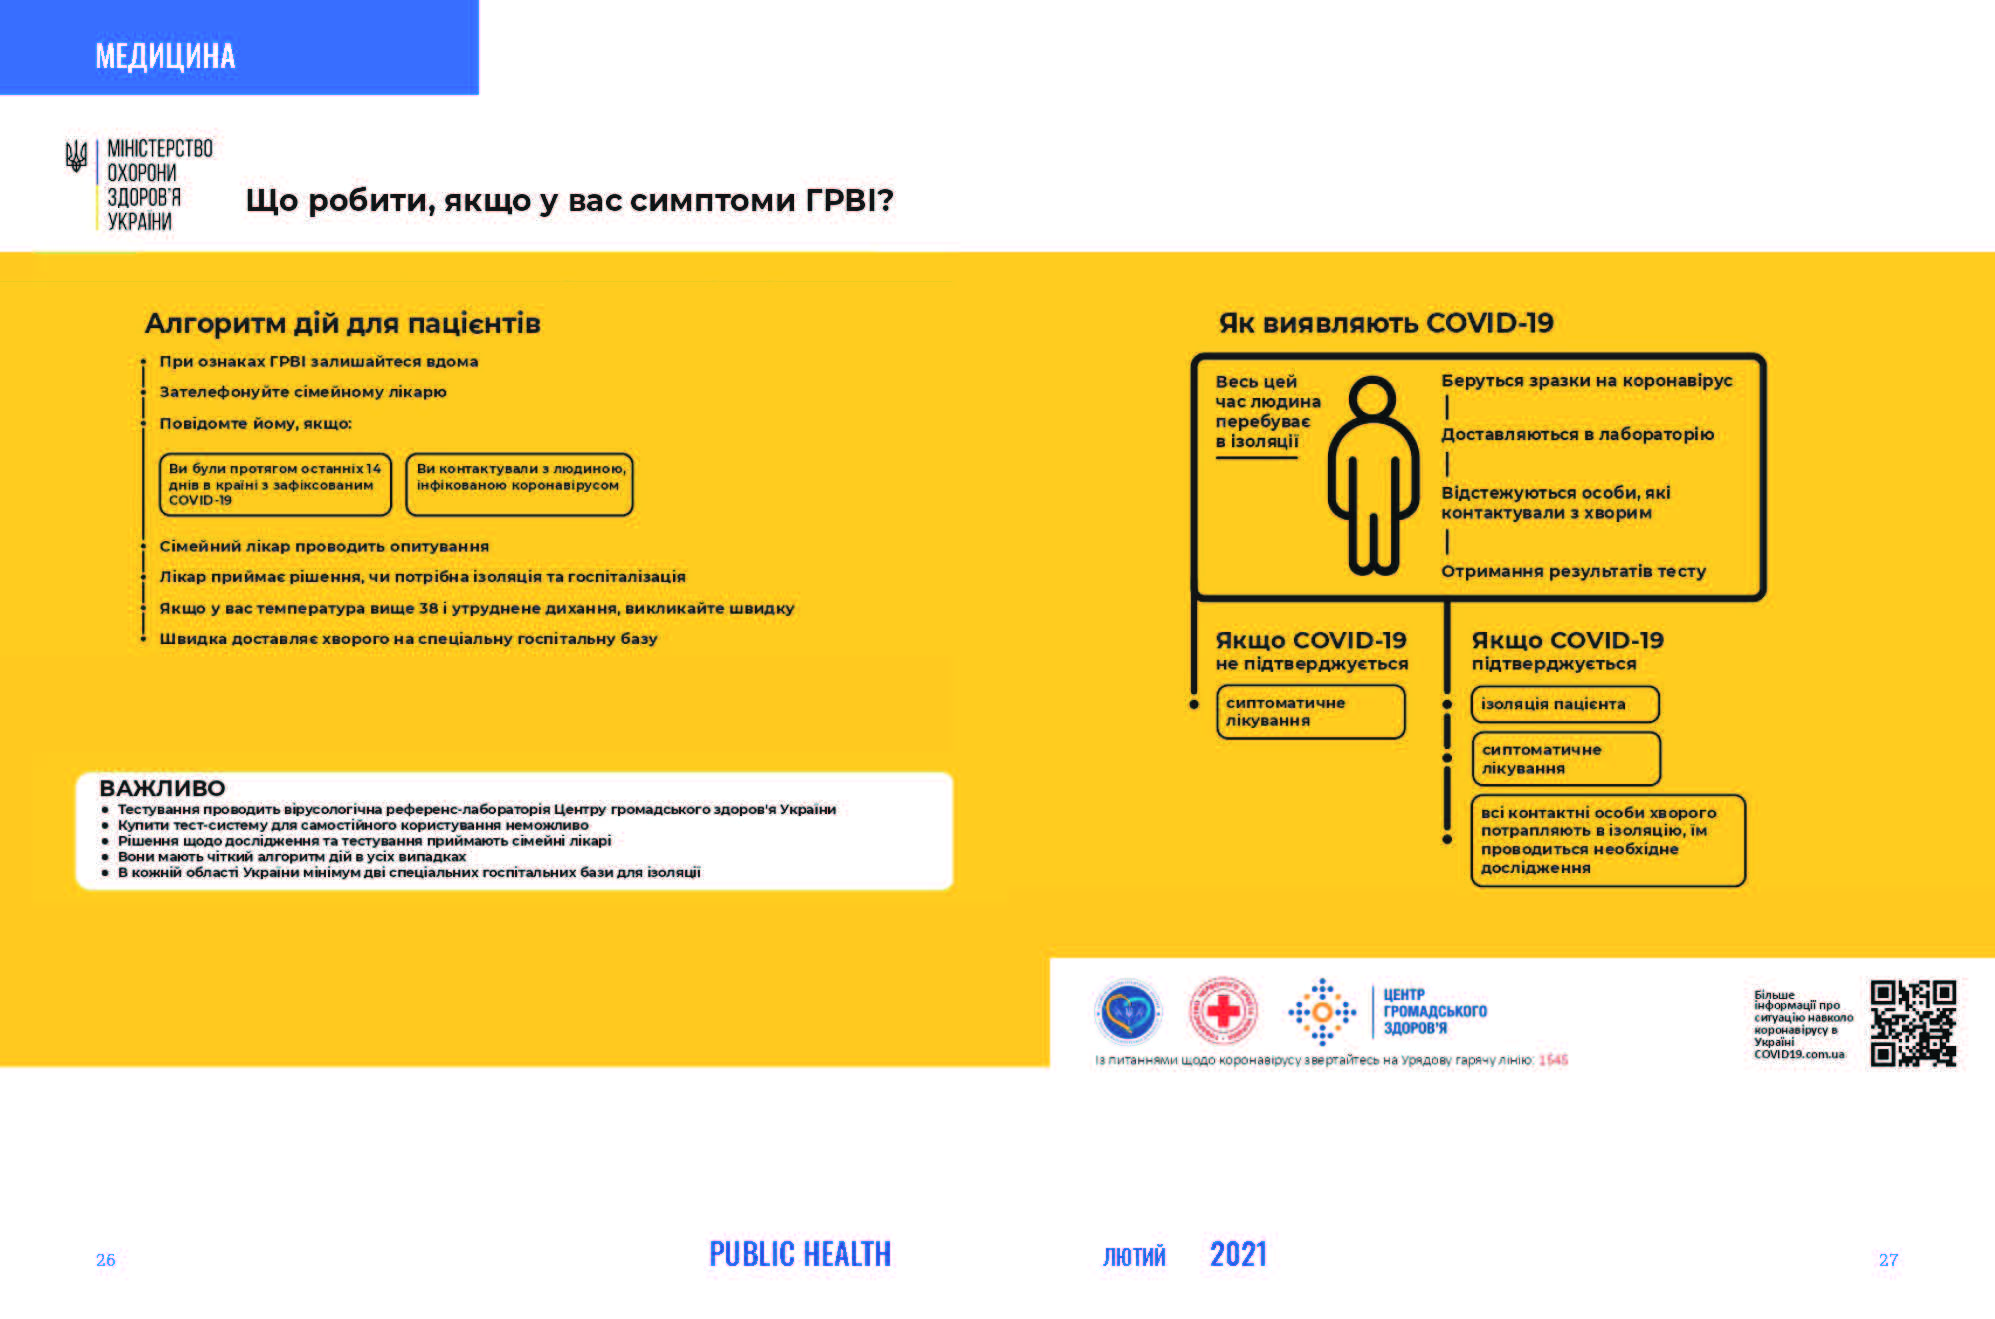 МЕДИЦИНА
МІНІСТЕРСТВО
ОХОРОНИ
ЗДОРОВ'Я
УКРАЇНИ
Що робити, якщо у вас симптоми ГРВІ?
Алгоритм дій для пацієнтів
При ознаках ГРВІ залишайтеся вдома
Зателефонуйте сімейному лікарю
Повідомте йому, якщо:
Ви були протягом останніх 14
днів в країні з зафіксованим
COVID-19
Ви контактували з людиною,
інфікованою коронавірусом
Сімейний лікар проводить опитування
Лікар приймає рішення, чи потрібна ізоляція та госпіталізація
Якщо у вас температура вище 38 і утруднене дихання, викликайте швидку
Швидка доставляє хворого на спеціальну госпітальну базу
ВАЖЛИВО
Тестування проводить вірусологічна референс-лабораторія Центру громадського здоров'я України
Купити тест-систему для самостійного користування неможливо
Рішення щодо дослідження та тестування приймають сімейні лікарі
Вони мають чіткий алгоритм дій в усіх випадках
В кожній області України мінімум дві спеціальних госпітальних бази для ізоляції
Як виявляють COVID-19
Весь цей
час людина
перебуває
в ізоляції
Беруться зразки на коронавірус
Доставляються в лабораторію
Відстежуються особи, які
контактували з хворим
Отримання результатів тесту
Якщо COVID-19
не підтверджується
сиптоматичне
лікування
Якщо COVID-19
підтверджується
ізоляція пацієнта
сиптоматичне
лікування
всі контактні особи хворого
потрапляють в ізоляцію, їм
проводиться необхідне
дослідження
ЦЕНТР
ГРОМАДСЬКОГО
ЗДОРОВ'Я
Із питаннями щодо коронавірусу звертайтесь на Урядову гарячу лінію: 1545
Більше
інформації про
ситуацію навколо
коронавірусу в
Україні
COVID19.com.ua
26
PUBLIC HEALTH
ЛЮТИЙ 2021
27